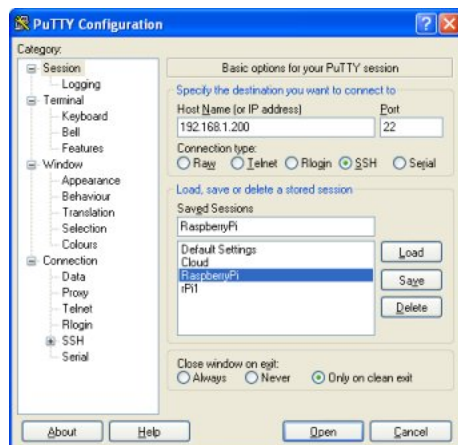 PuTTY Configuration
Category:
Session
Logging
Terminal
Keyboard
Bell
Features
Window
Appearance
Behaviour
Translation
Selection
Colours
Connection
Data
Proxy
Telnet
Rlogin
SSH
Serial
Basic options for your PuTTY session
Specify the destination you want to connect to
Host Name (or IP address) Port
192.168.1.200 22
Connection type:
Raw Telnet Rlogin SSH Serial
Load, save or delete a stored session
Saved Sessions
RaspberryPi
Default Settings
Cloud
RaspberryPi
rPi1
Load
Save
Delete
Close window on exit:
Always Never Only on clean exit
About Help Open Cancel